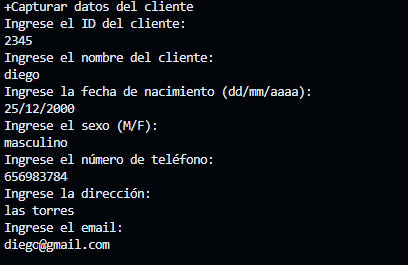 +Capturar datos del cliente
Ingrese el ID del cliente:
2345
Ingrese el nombre del cliente:
diego
Ingrese la fecha de nacimiento (dd/mm/aaaa):
25/12/2000
Ingrese el sexo (M/F):
masculino
Ingrese el número de teléfono:
656983784
Ingrese la dirección:
las torres
Ingrese el email:
diego@gmail.com